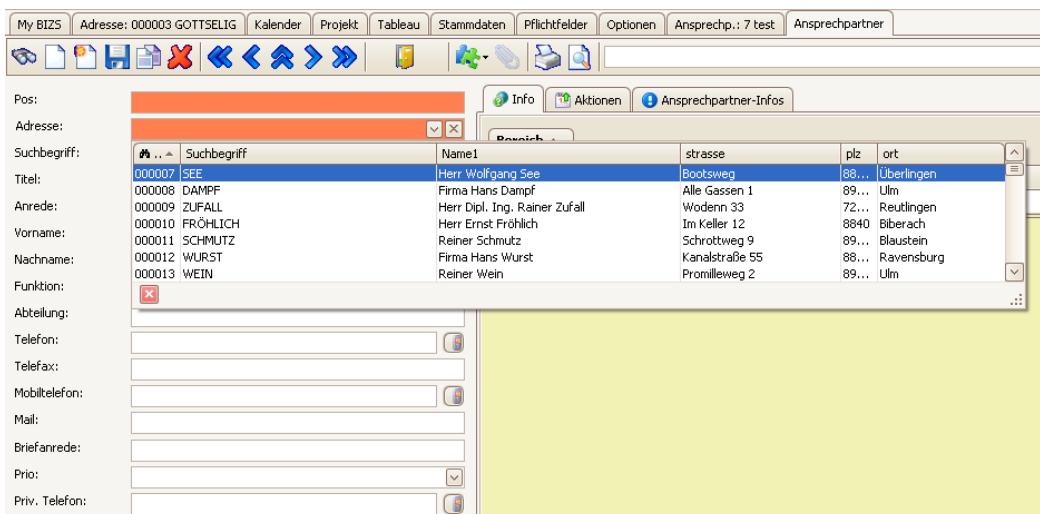 My BIZS Adresse: 000003 GOTTSELIG Kalender Projekt Tableau Stammdaten Pflichtfelder Optionen Ansprechp.: 7 test Ansprechpartner
Pos:
Info Aktionen Ansprechpartner-Infos
Adresse:
Bereich
Suchbegriff:
.. Suchbegriff Name1 strasse plz ort
000007 SEE Herr Wolfgang See Bootsweg 88... Überlingen
Titel:
000008 DAMPF Firma Hans Dampf Alle Gassen 1 89... Ulm
000009 ZUFALL Herr Dipl. Ing. Rainer Zufall Wodenn 33 72... Reutlingen
Anrede:
000010 FRÖHLICH Herr Ernst Fröhlich Im Keller 12 8840 Biberach
Vorname:
000011 SCHMUTZ Reiner Schmutz Schrottweg 9 89... Blaustein
000012 WURST Firma Hans Wurst Kanalstraße 55 88... Ravensburg
Nachname:
000013 WEIN Reiner Wein Promilleweg 2 89... Ulm
Funktion:
Abteilung:
Telefon:
Telefax:
Mobiltelefon:
Mail:
Briefanrede:
Prio:
Priv. Telefon: